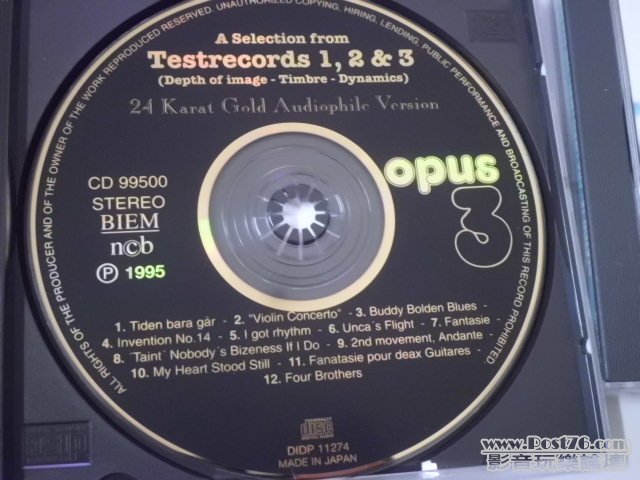 ALL RIGHTS OF THE PRODUCER AND OF THE OWNER OF THE WORK REPRODUCED RESERVED. UNAUTHORIZED COPYING, HIRING, LENDING, PUBLIC PERFORMANCE AND BROADCASTING OF THIS RECORD PROHIBITED.
A Selection from
Testrecords 1, 2 & 3
(Depth of image - Timbre - Dynamics)
24 Karat Gold Audiophile Version
opus
3
CD 99500
STEREO
BIEM
n©b
℗ 1995
1. Tiden bara går - 2. "Violin Concerto" - 3. Buddy Bolden Blues -
4. Invention No.14 - 5. I got rhythm - 6. Unca´s Flight - 7. Fantasie -
8. ´Taint´ Nobody´s Bizeness If I Do - 9. 2nd movement, Andante -
10. My Heart Stood Still - 11. Fanatasie pour deax Guitares -
12. Four Brothers
COMPACT
disc
DIGITAL AUDIO
DIDP 11274
MADE IN JAPAN
www.Post76.com
影音玩樂論壇